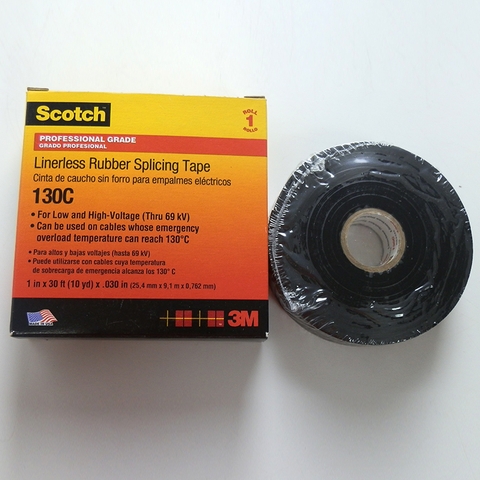 Scotch
ROLL
1
ROLLO
PROFESSIONAL GRADE
GRADO PROFESIONAL
Linerless Rubber Splicing Tape
Cinta de caucho sin forro para empalmes eléctricos
130C
• For Low and High-Voltage (Thru 69 kV)
• Can be used on cables whose emergency
overload temperature can reach 130°C
• Para altos y bajas voltajes (hasta 69 kV)
• Puede utilizarse con cables cuya temperatura
de sobrecarga de emergencia alcanza los 130° C
1 in x 30 ft (10 yd) x .030 in (25,4 mm x 9,1 m x 0,762 mm)
MADE IN USA
3M